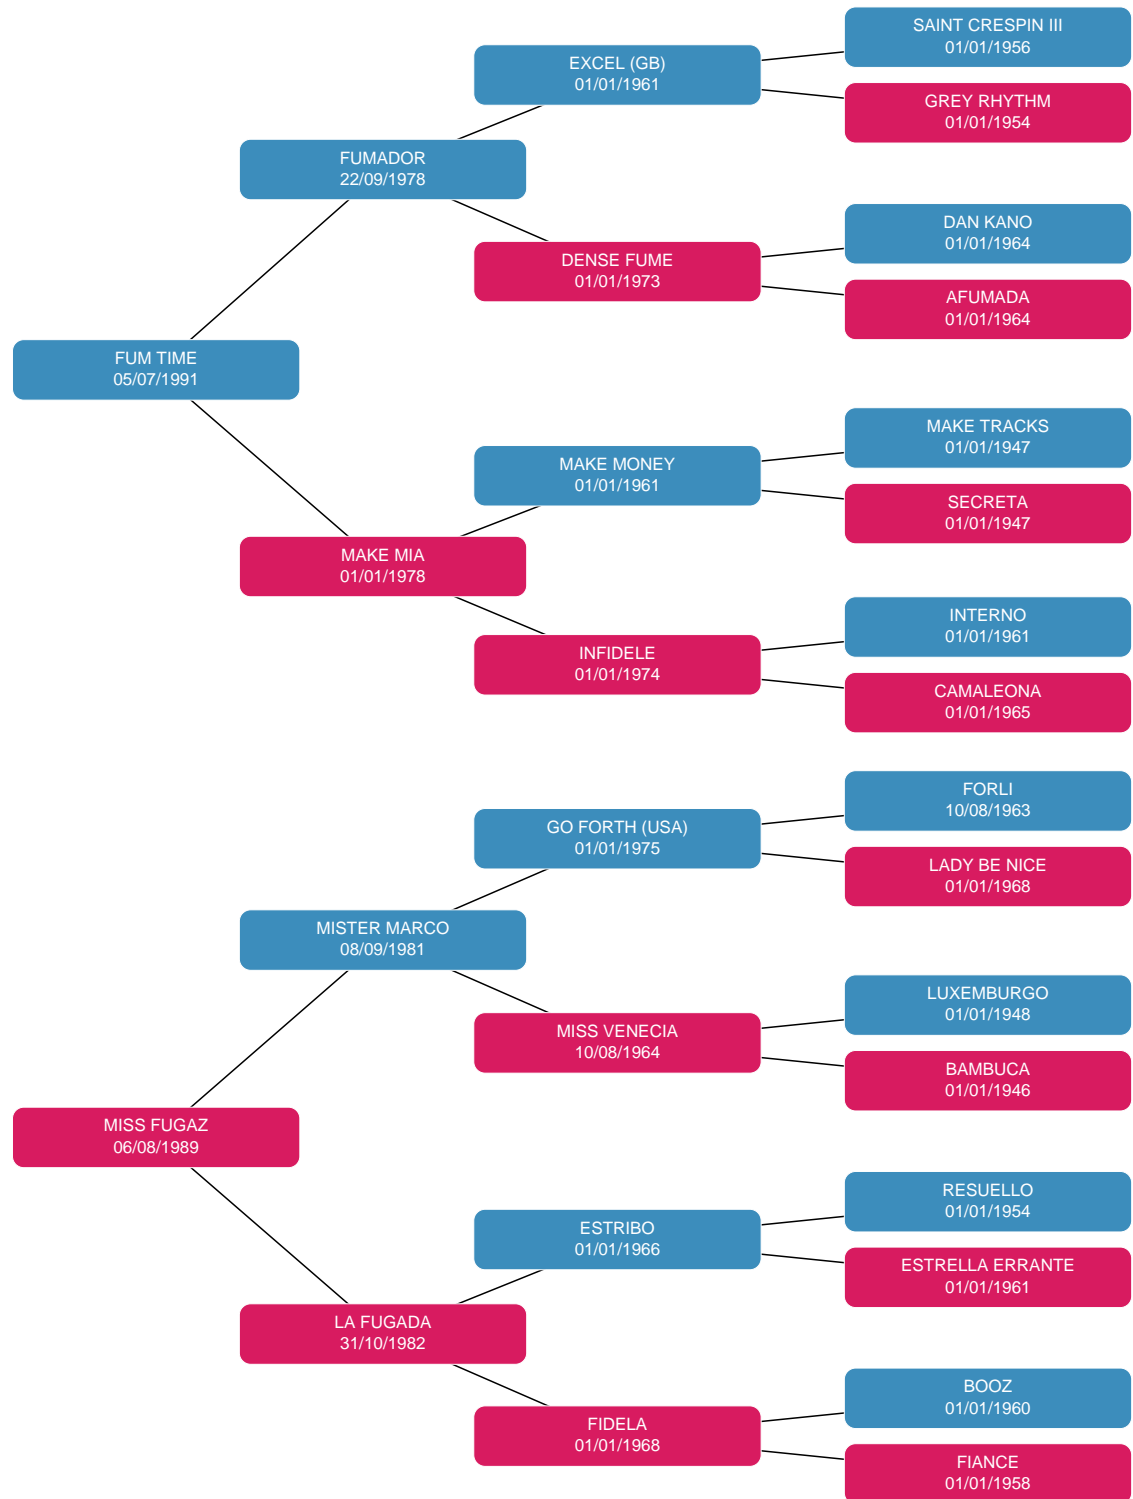 SAINT CRESPIN III
01/01/1956
EXCEL (GB)
01/01/1961
GREY RHYTHM
01/01/1954
FUMADOR
22/09/1978
DAN KANO
01/01/1964
DENSE FUME
01/01/1973
AFUMADA
01/01/1964
FUM TIME
05/07/1991
MAKE TRACKS
01/01/1947
MAKE MONEY
01/01/1961
SECRETA
01/01/1947
MAKE MIA
01/01/1978
INTERNO
01/01/1961
INFIDELE
01/01/1974
CAMALEONA
01/01/1965
FORLI
10/08/1963
GO FORTH (USA)
01/01/1975
LADY BE NICE
01/01/1968
MISTER MARCO
08/09/1981
LUXEMBURGO
01/01/1948
MISS VENECIA
10/08/1964
BAMBUCA
01/01/1946
MISS FUGAZ
06/08/1989
RESUELLO
01/01/1954
ESTRIBO
01/01/1966
ESTRELLA ERRANTE
01/01/1961
LA FUGADA
31/10/1982
BOOZ
01/01/1960
FIDELA
01/01/1968
FIANCE
01/01/1958